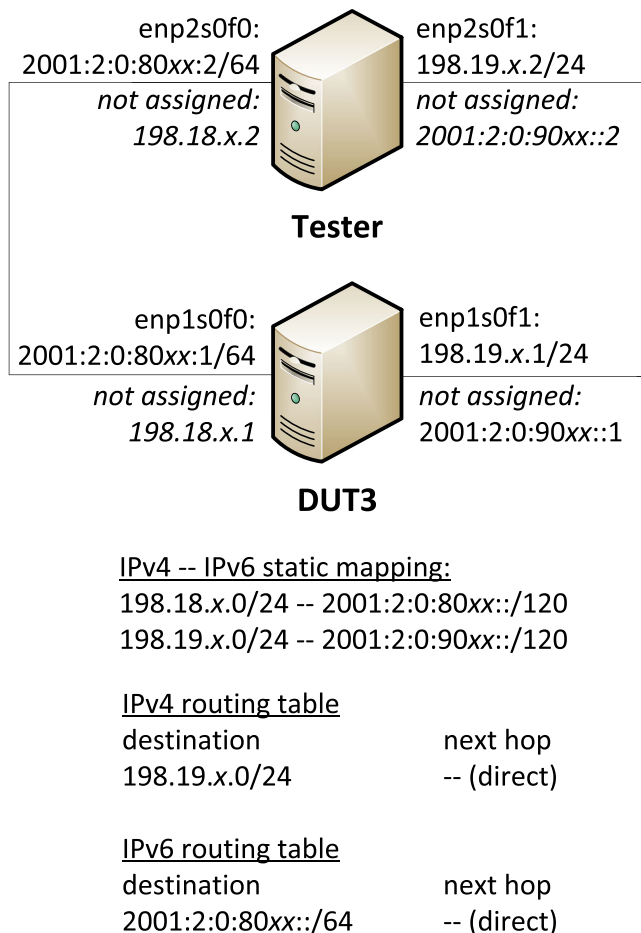 enp2s0f0:
2001:2:0:80xx:2/64
not assigned:
198.18.x.2
enp2s0f1:
198.19.x.2/24
not assigned:
2001:2:0:90xx::2
Tester
enp1s0f0:
2001:2:0:80xx:1/64
not assigned:
198.18.x.1
enp1s0f1:
198.19.x.1/24
not assigned:
2001:2:0:90xx::1
DUT3
IPv4 -- IPv6 static mapping:
198.18.x.0/24 -- 2001:2:0:80xx::/120
198.19.x.0/24 -- 2001:2:0:90xx::/120
IPv4 routing table
destination next hop
198.19.x.0/24 -- (direct)
IPv6 routing table
destination next hop
2001:2:0:80xx::/64 -- (direct)